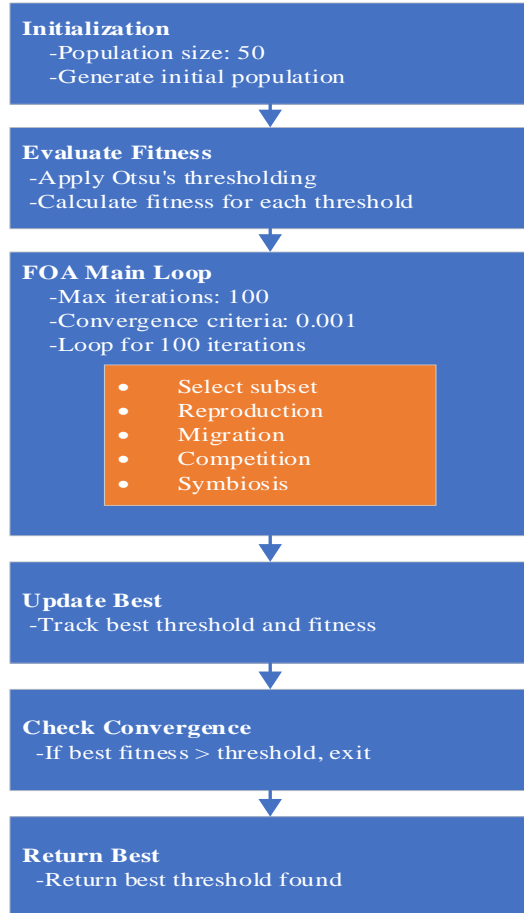 Initialization
-Population size: 50
-Generate initial population
Evaluate Fitness
-Apply Otsu's thresholding
-Calculate fitness for each threshold
FOA Main Loop
-Max iterations: 100
-Convergence criteria: 0.001
-Loop for 100 iterations
• Select subset
• Reproduction
• Migration
• Competition
• Symbiosis
Update Best
-Track best threshold and fitness
Check Convergence
-If best fitness > threshold, exit
Return Best
-Return best threshold found